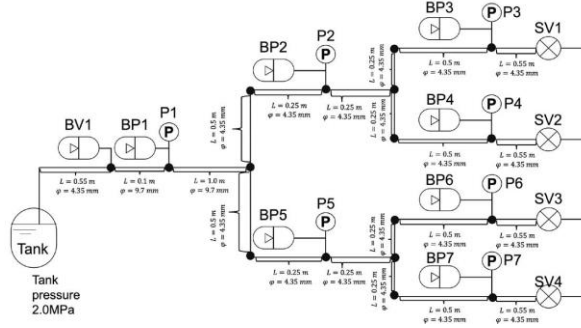 BP3
P3
SV1
P
BP2
P2
P
L = 0.25 m
φ = 4.35 mm
L = 0.5 m
φ = 4.35 mm
L = 0.55 m
φ = 4.35 mm
BV1
BP1
P1
P
L = 0.5 m
φ = 4.35 mm
L = 0.25 m
φ = 4.35 mm
L = 0.25 m
φ = 4.35 mm
L = 0.25 m
φ = 4.35 mm
BP4
P4
SV2
P
L = 0.5 m
φ = 4.35 mm
L = 0.55 m
φ = 4.35 mm
L = 0.55 m
φ = 4.35 mm
L = 0.1 m
φ = 9.7 mm
L = 1.0 m
φ = 9.7 mm
L = 0.5 m
φ = 4.35 mm
BP5
P5
P
BP6
P6
SV3
P
L = 0.25 m
φ = 4.35 mm
L = 0.5 m
φ = 4.35 mm
L = 0.55 m
φ = 4.35 mm
Tank
L = 0.25 m
φ = 4.35 mm
L = 0.25 m
φ = 4.35 mm
L = 0.25 m
φ = 4.35 mm
BP7
P7
SV4
P
L = 0.5 m
φ = 4.35 mm
L = 0.55 m
φ = 4.35 mm
Tank
pressure
2.0MPa